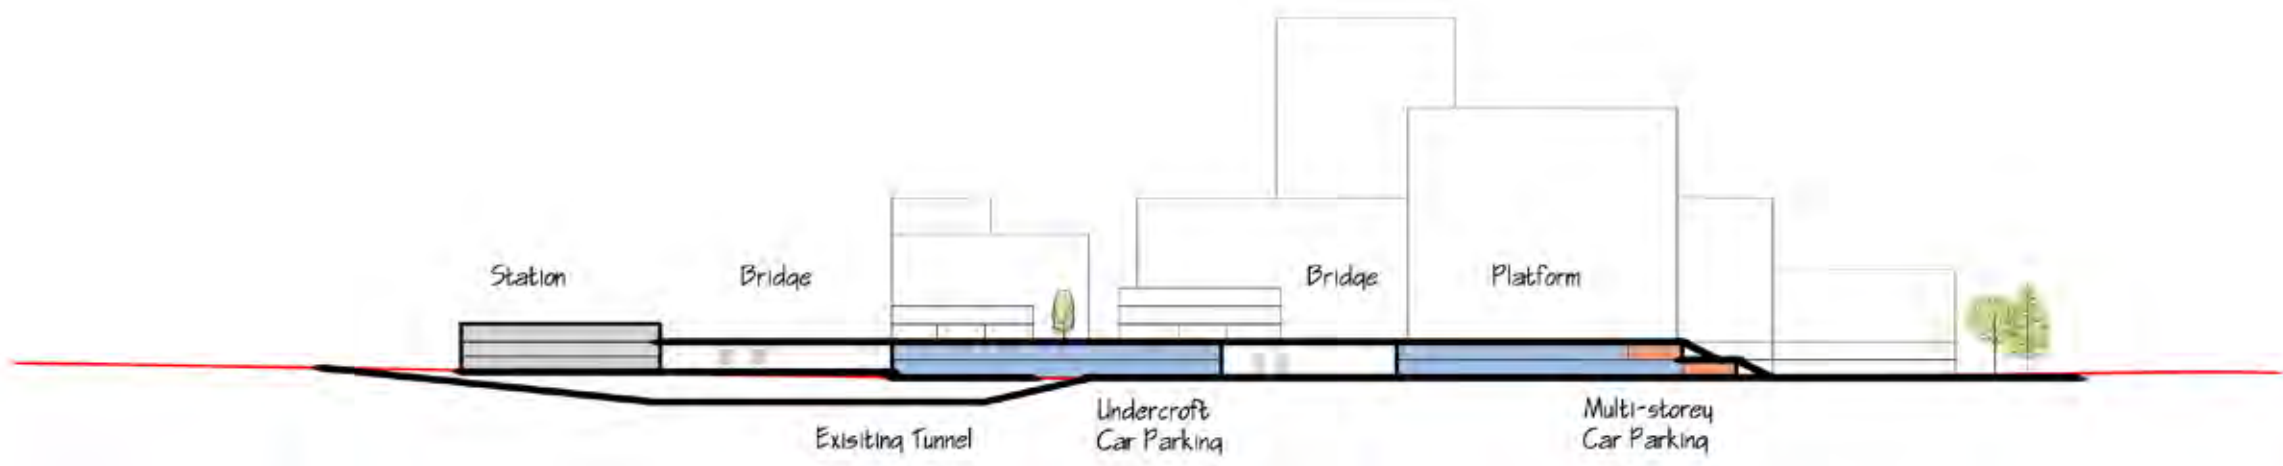 Station
Bridge
Bridge
Platform
Exisiting Tunnel
Undercroft
Car Parking
Multi-storey
Car Parking